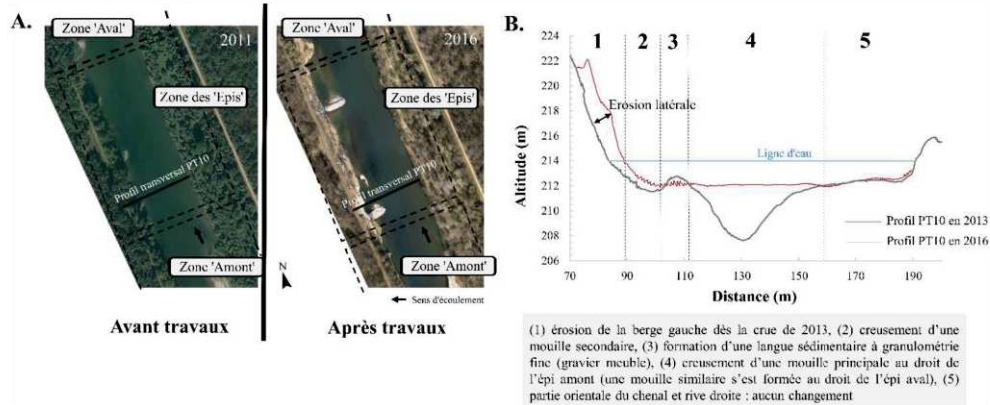 A.
Zone 'Aval'
2011
Zone des 'Epis'
Profil transversal PT10
Zone 'Amont'
Avant travaux
Zone 'Aval'
2016
Zone des 'Epis'
Profil transversal PT10
Zone 'Amont'
N
Sens d'écoulement
Après travaux
B.
1 2 3 4 5
224
222
220
218
216
214
212
210
208
206
Altitude (m)
Erosion latérale
Ligne d'eau
Profil PT10 en 2013
Profil PT10 en 2016
70 90 110 130 150 170 190
Distance (m)
(1) érosion de la berge gauche dès la crue de 2013, (2) creusement d'une
mouille secondaire, (3) formation d'une langue sédimentaire à granulométrie
fine (gravier meuble), (4) creusement d'une mouille principale au droit de
l'épi amont (une mouille similaire s'est formée au droit de l'épi aval), (5)
partie orientale du chenal et rive droite : aucun changement